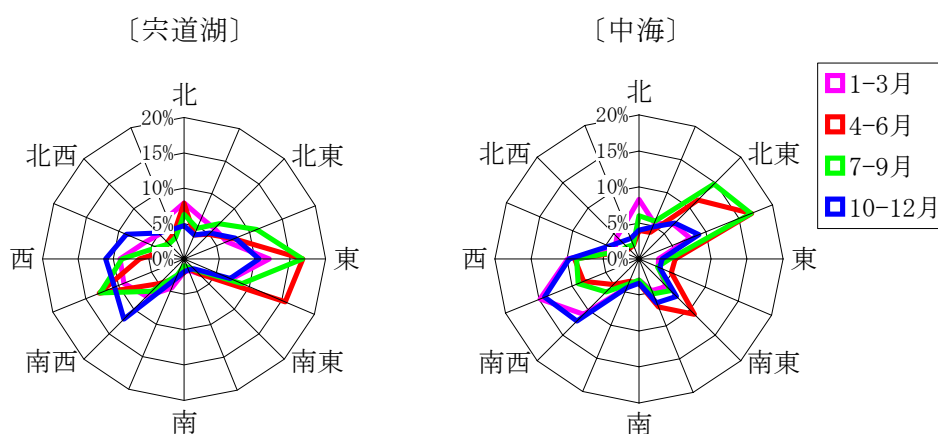 〔宍道湖〕
北
北東
東
南東
南
南西
西
北西
20%
15%
10%
5%
0%
〔中海〕
北
北東
東
南東
南
南西
西
北西
20%
15%
10%
5%
0%
1-3月
4-6月
7-9月
10-12月